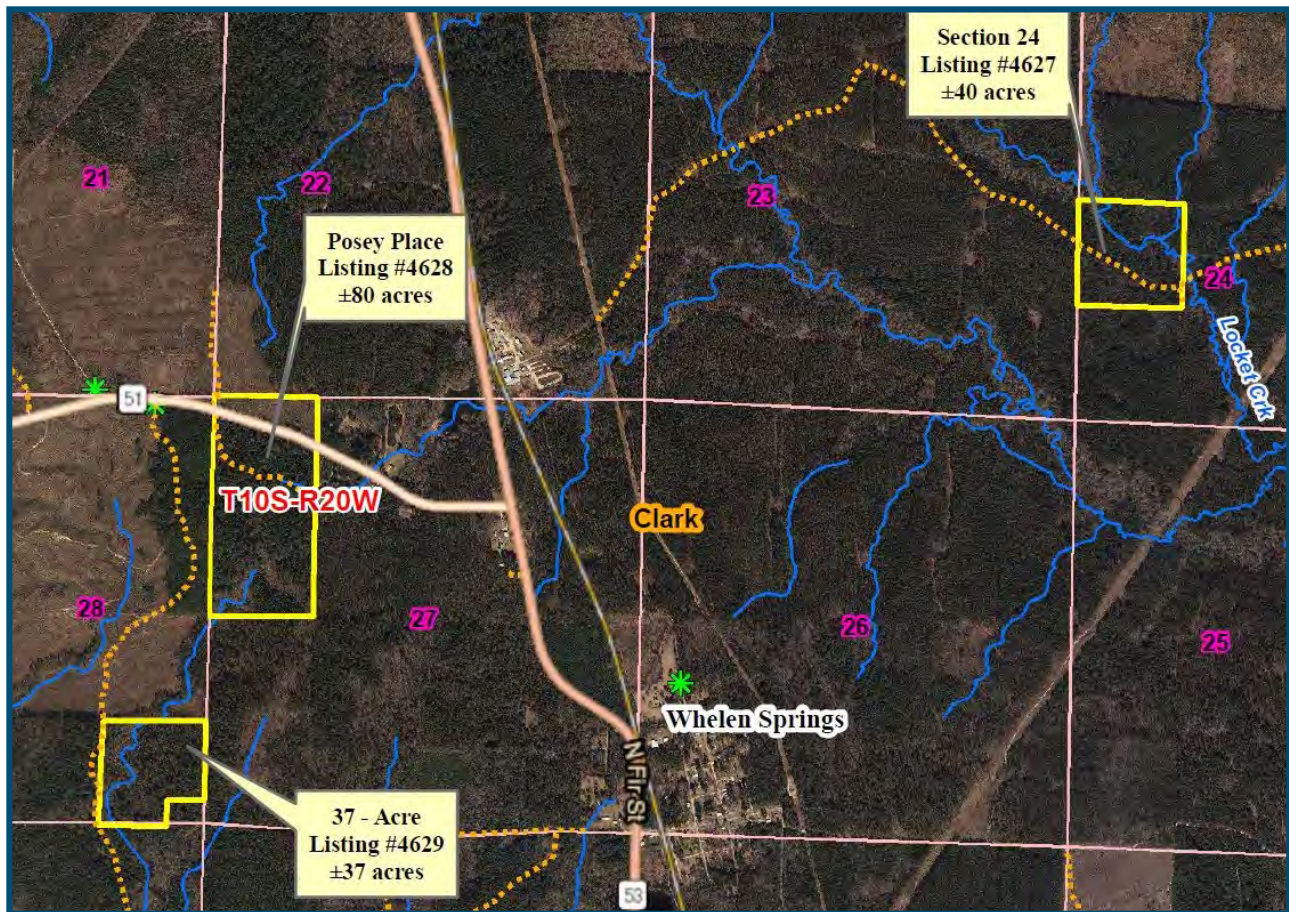 Section 24
Listing #4627
±40 acres
21
22
23
Posey Place
Listing #4628
±80 acres
24
Locket Crk
51
T10S-R20W
Clark
28
27
26
25
Whelen Springs
N Fir St
37 - Acre
Listing #4629
±37 acres
53